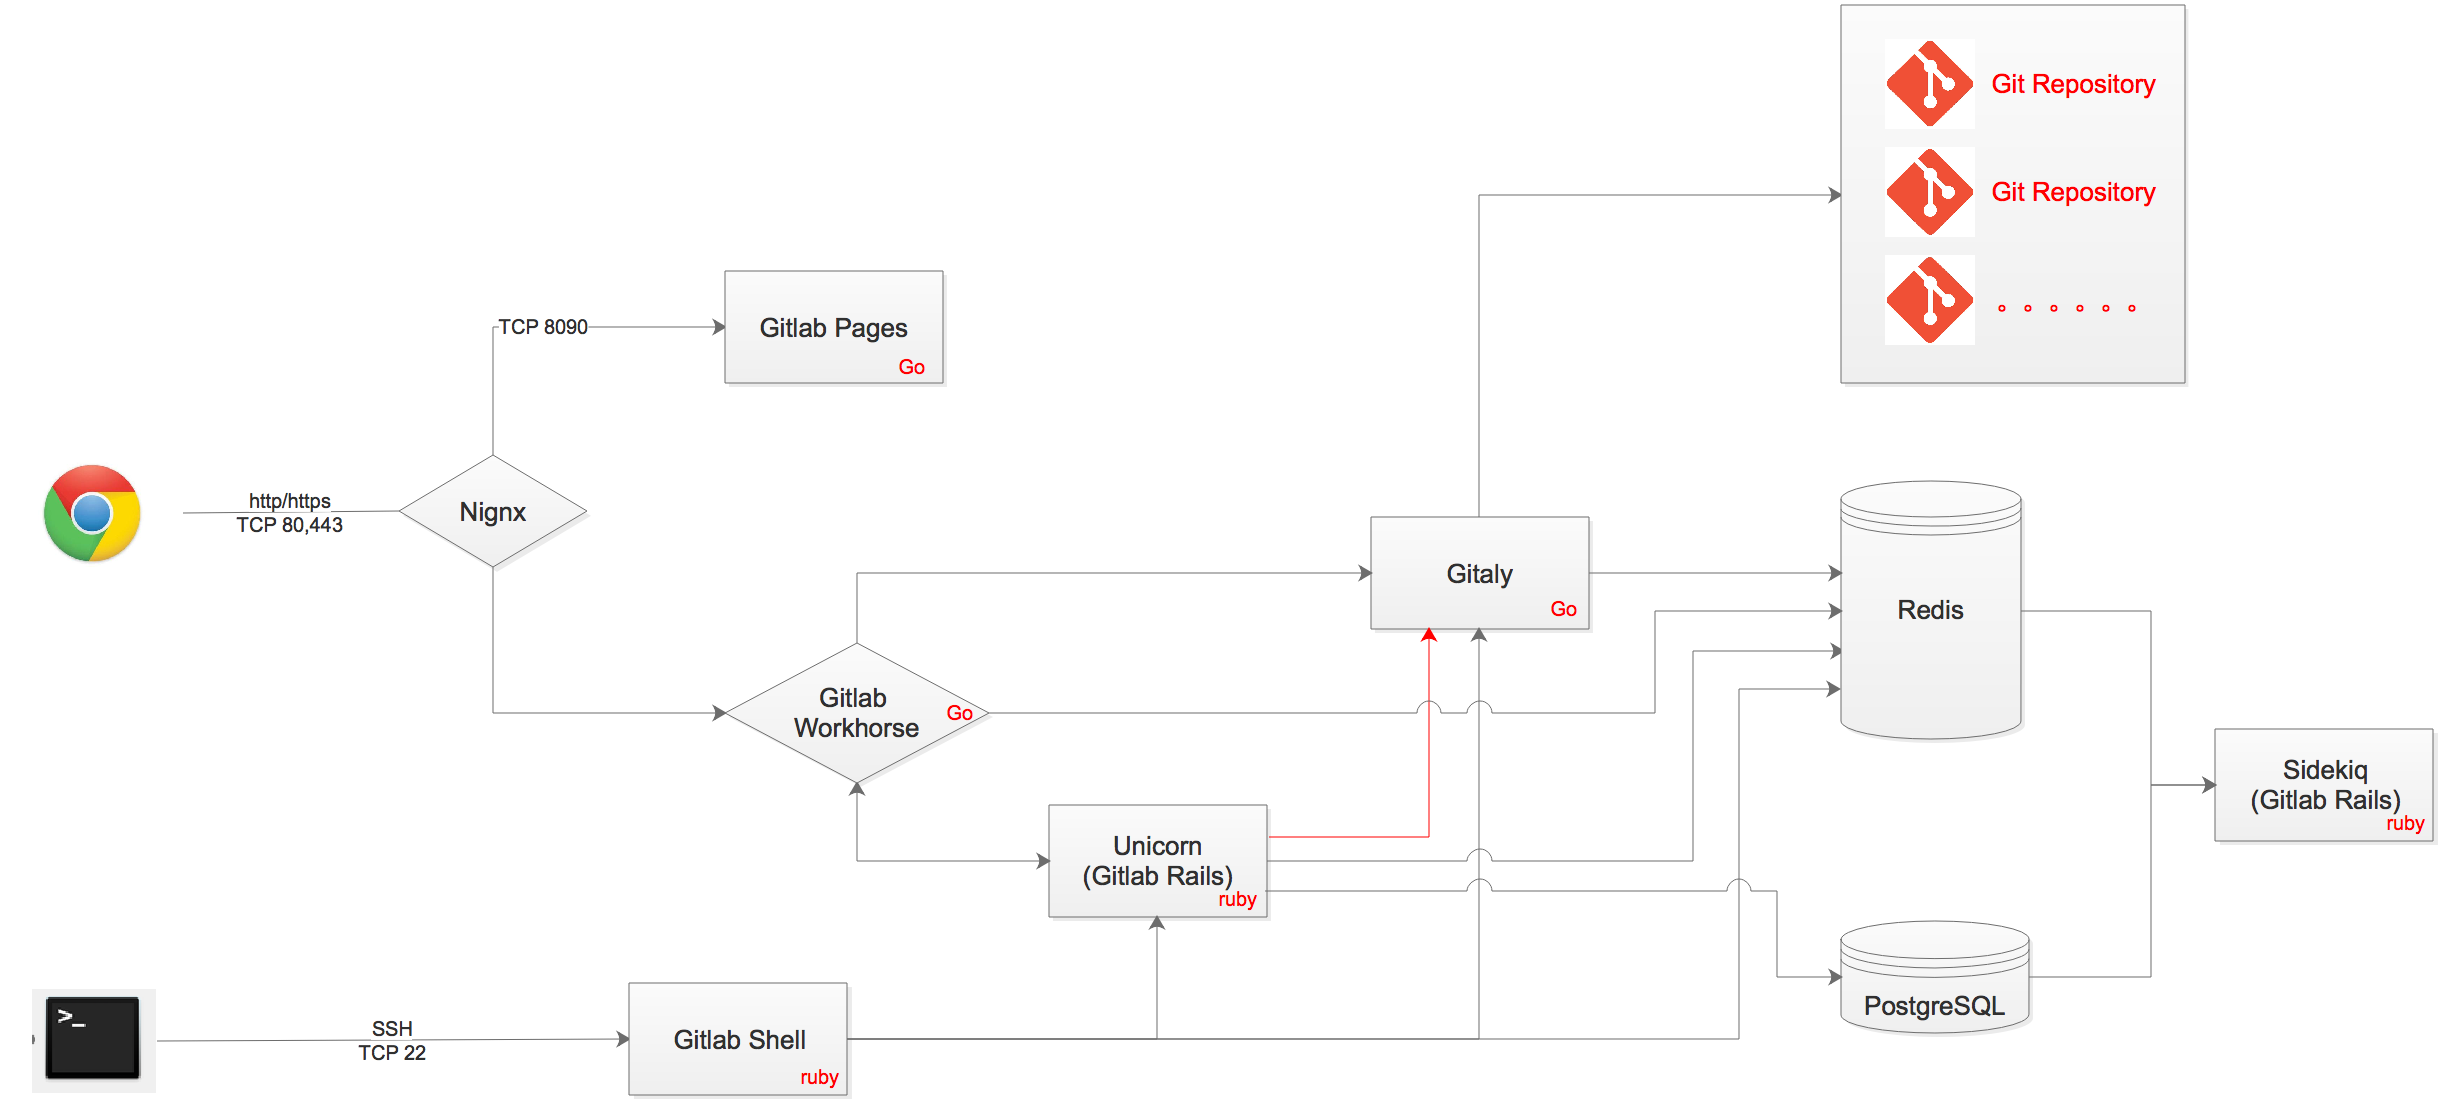 Git Repository
Git Repository
。。。。。。
TCP 8090
Gitlab Pages
Go
http/https
TCP 80,443
Nignx
Gitaly
Go
Redis
Gitlab
Workhorse
Go
Sidekiq
(Gitlab Rails)
ruby
Unicorn
(Gitlab Rails)
ruby
PostgreSQL
>_
SSH
TCP 22
Gitlab Shell
ruby